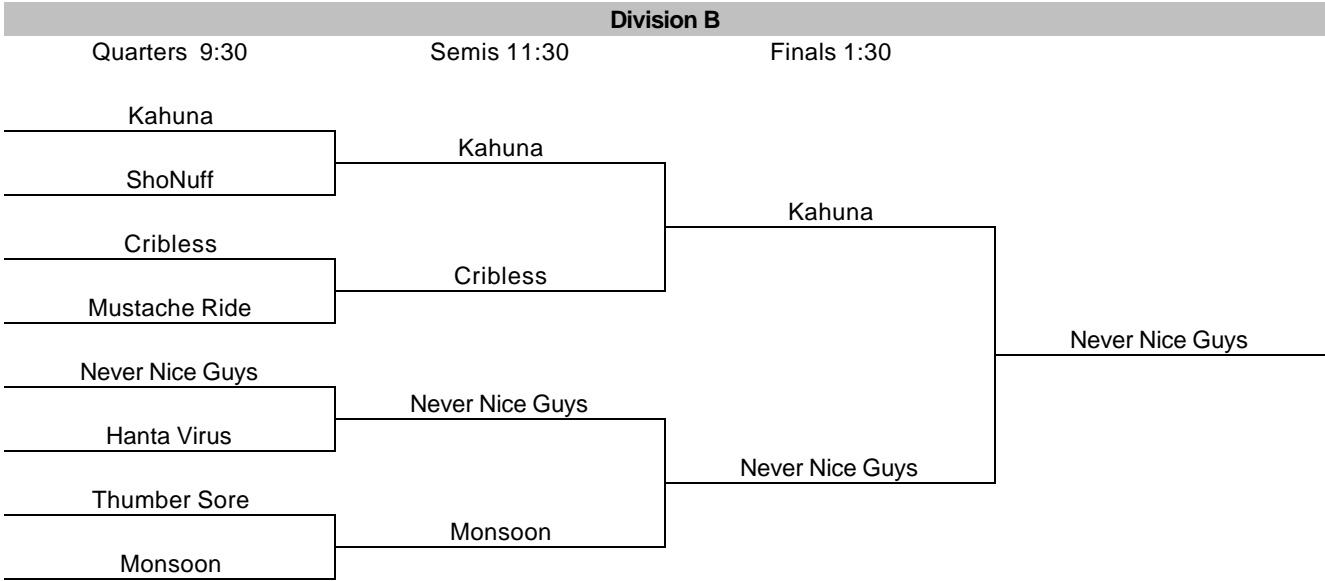 Division B
Quarters 9:30 Semis 11:30 Finals 1:30
Kahuna
Kahuna
ShoNuff
Kahuna
Cribless
Cribless
Mustache Ride
Never Nice Guys
Never Nice Guys
Never Nice Guys
Hanta Virus
Never Nice Guys
Thumber Sore
Monsoon
Monsoon